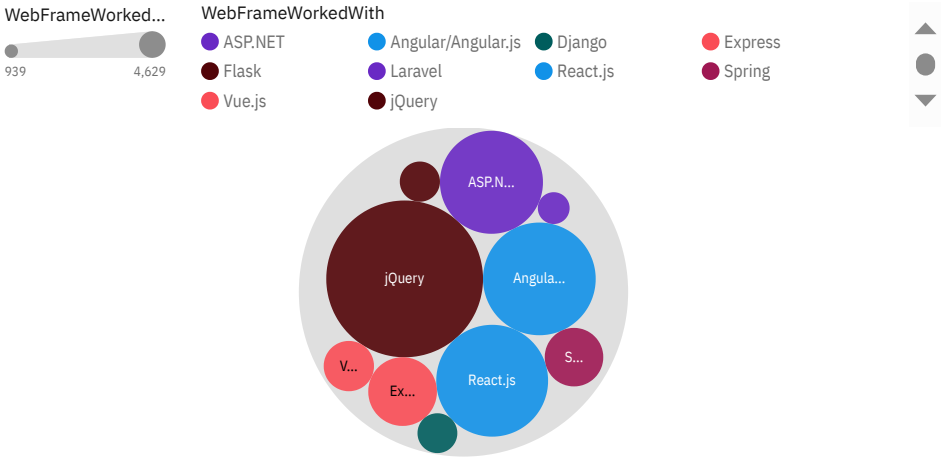 WebFrameWorked...
939 4,629
WebFrameWorkedWith
ASP.NET Angular/Angular.js Django Express
Flask Laravel React.js Spring
Vue.js jQuery
ASP.N...
jQuery Angula...
S...
V...
React.js
Ex...